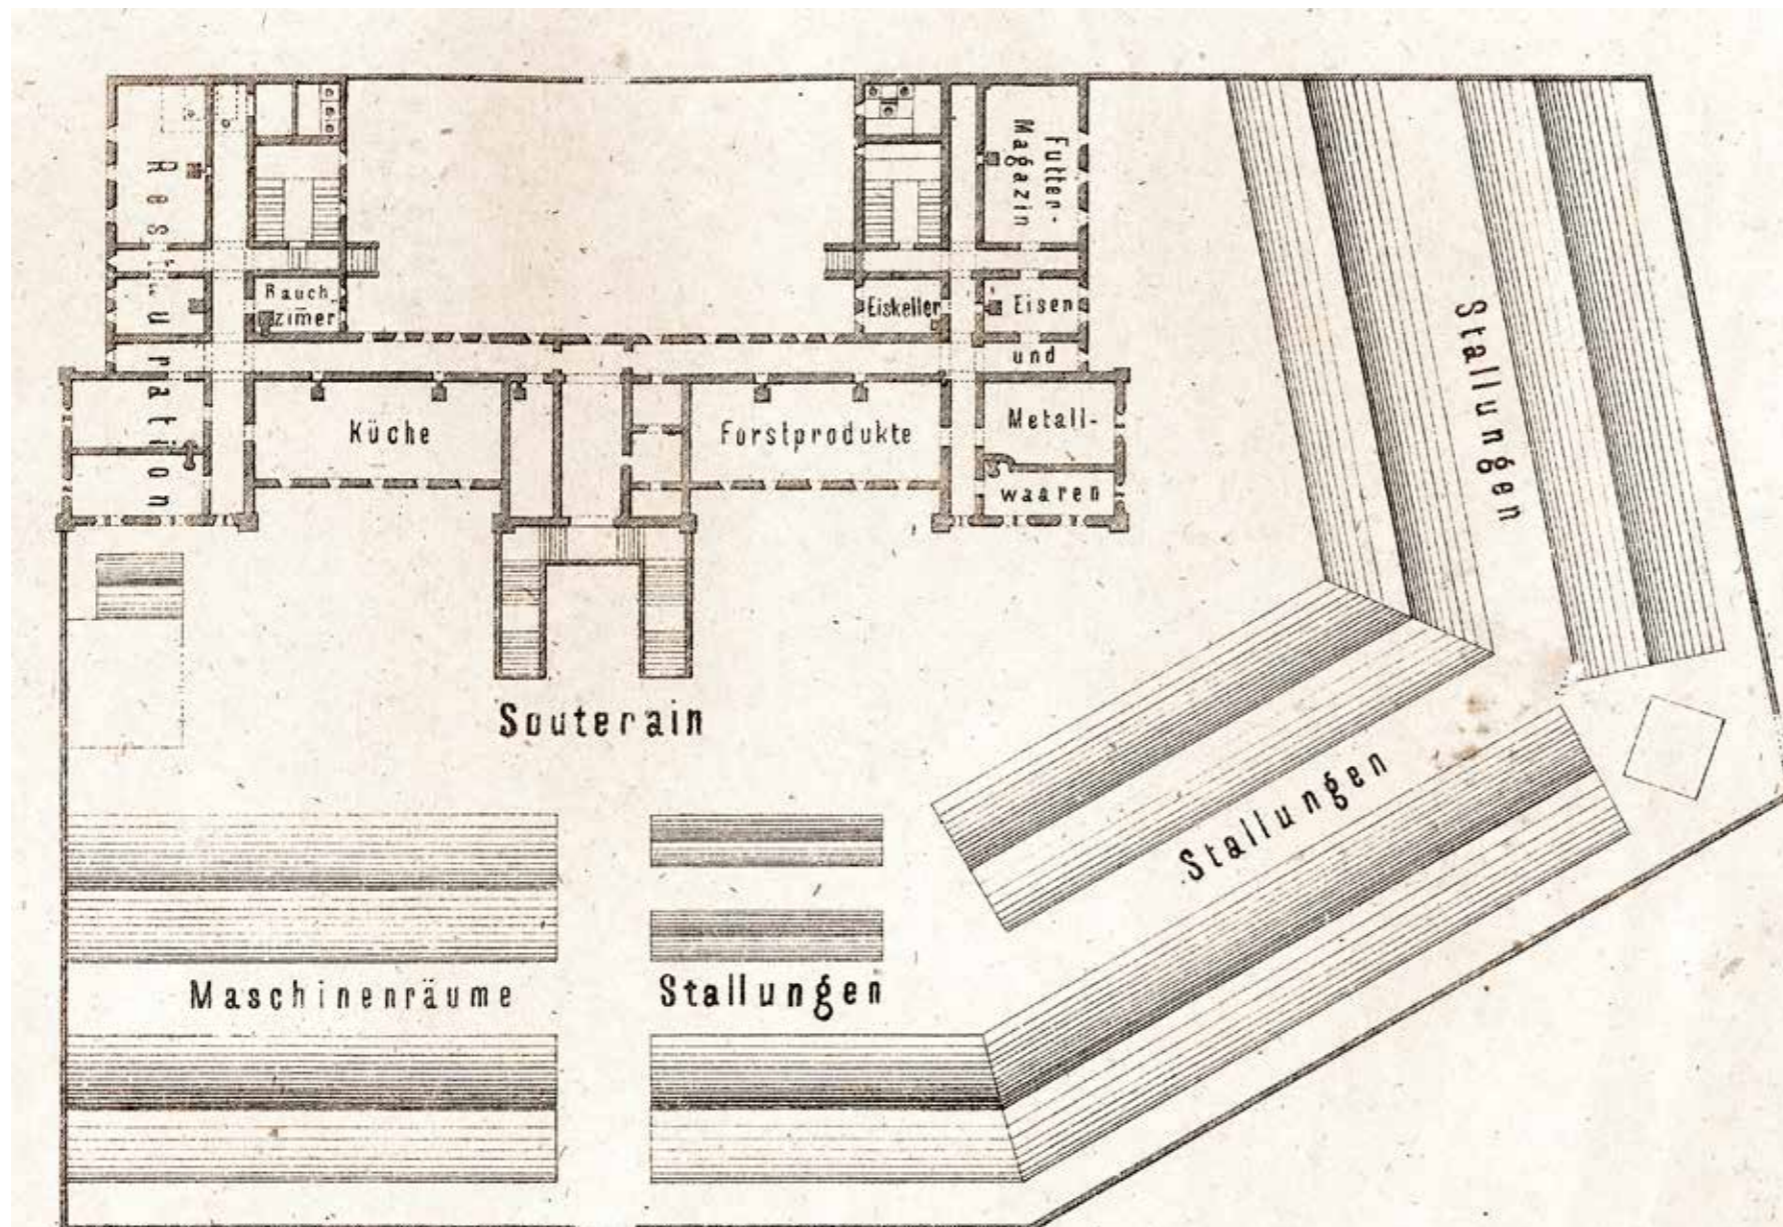 Restauration
Rauch
zimer
Küche
Eiskeller
Futter-
Magazin
Eisen
und
Metall-
waaren
Forstprodukte
Stallungen
Souterain
Stallungen
Maschinenräume
Stallungen